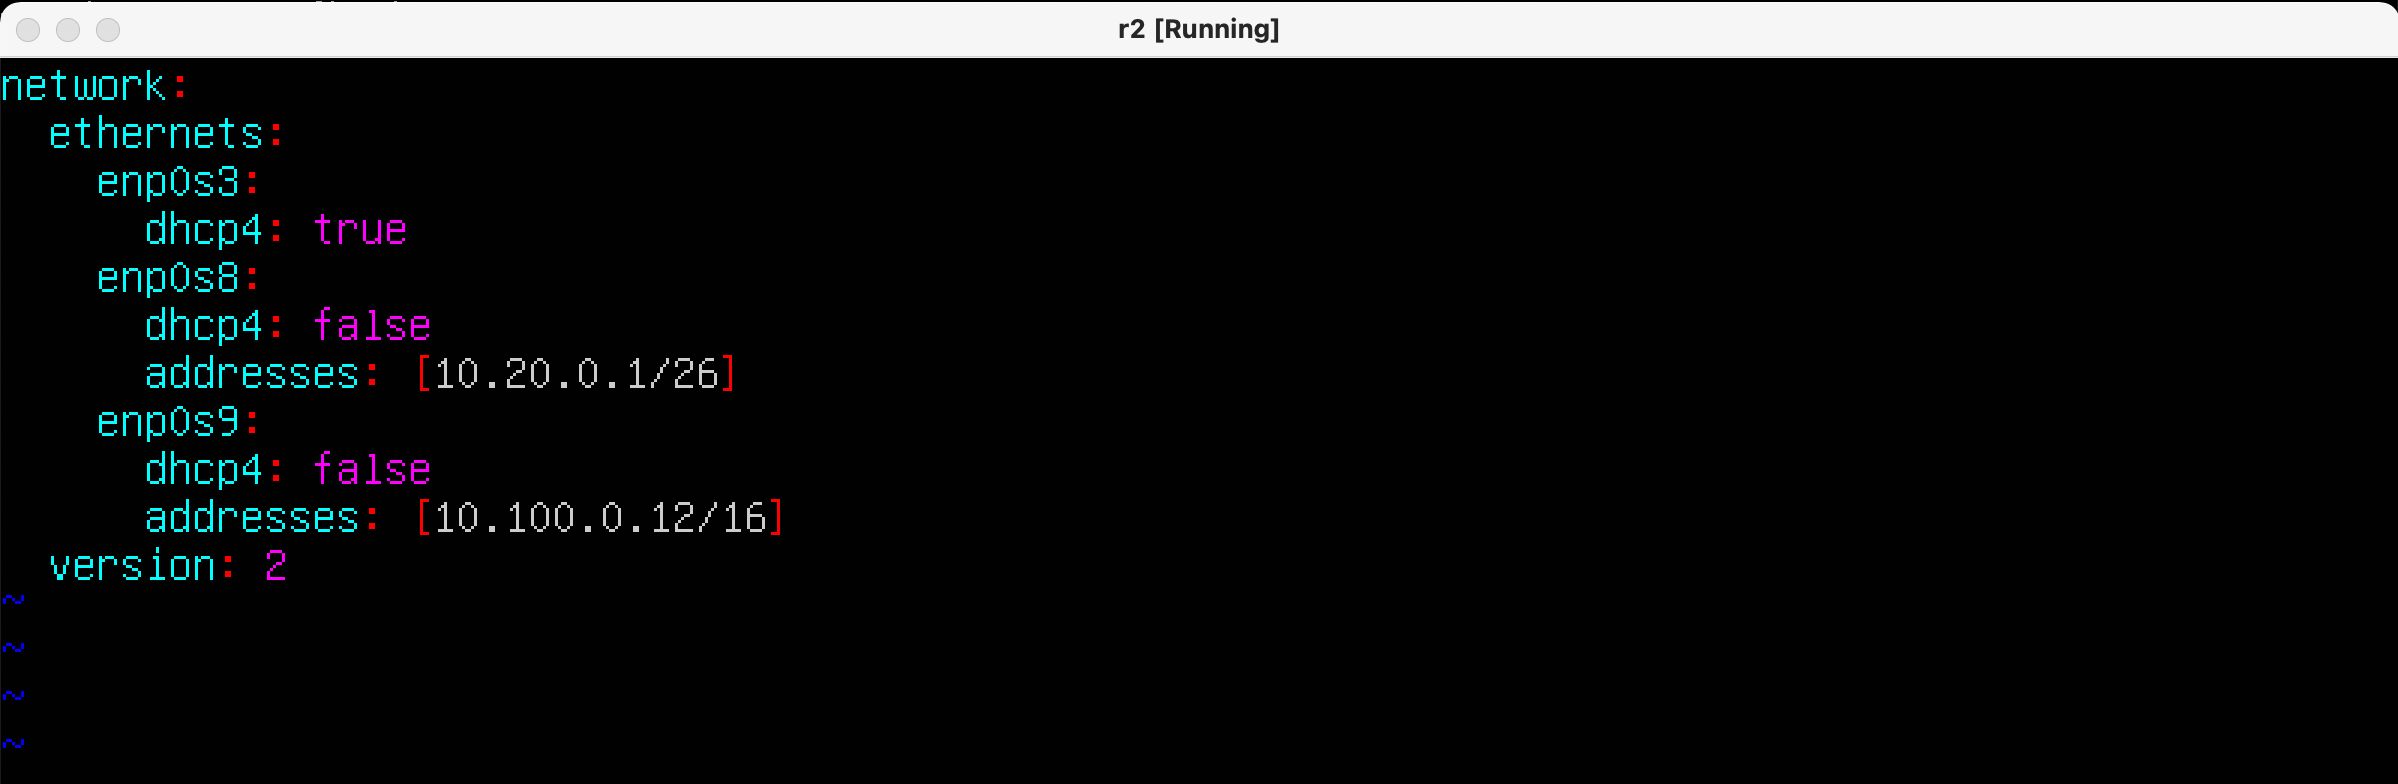 r2 [Running]
network:
  ethernets:
    enp0s3:
      dhcp4: true
    enp0s8:
      dhcp4: false
      addresses: [10.20.0.1/26]
    enp0s9:
      dhcp4: false
      addresses: [10.100.0.12/16]
  version: 2
~
~
~
~